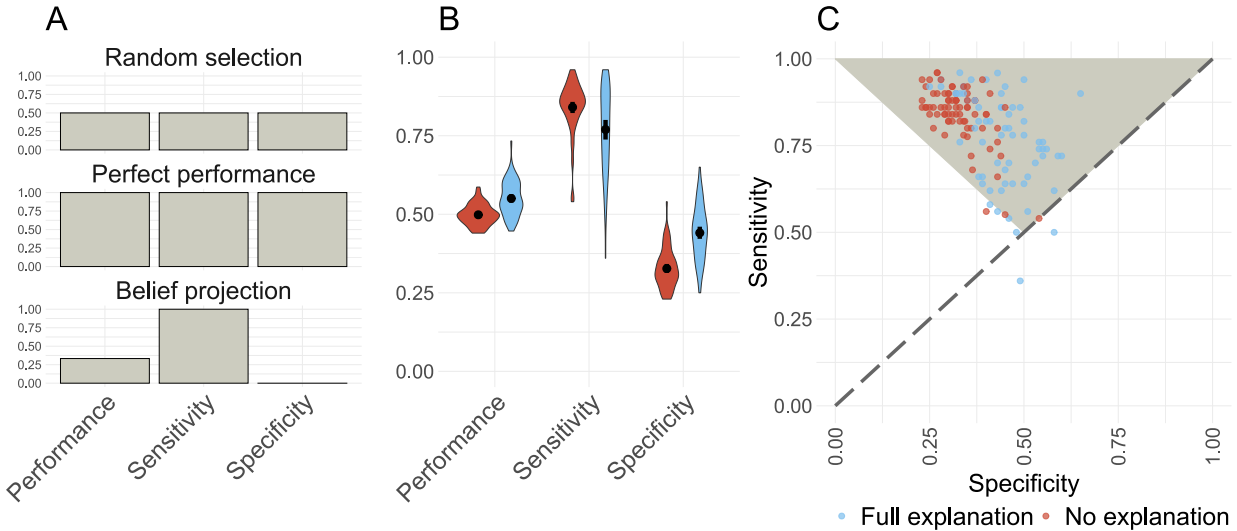 A
Random selection
1.00
0.75
0.50
0.25
0.00
Perfect performance
1.00
0.75
0.50
0.25
0.00
Belief projection
1.00
0.75
0.50
0.25
0.00
Performance
Sensitivity
Specificity
B
1.00
0.75
0.50
0.25
0.00
Performance
Sensitivity
Specificity
C
Sensitivity
1.00
0.75
0.50
0.25
0.00
0.00
0.25
0.50
0.75
1.00
Specificity
Full explanation
No explanation